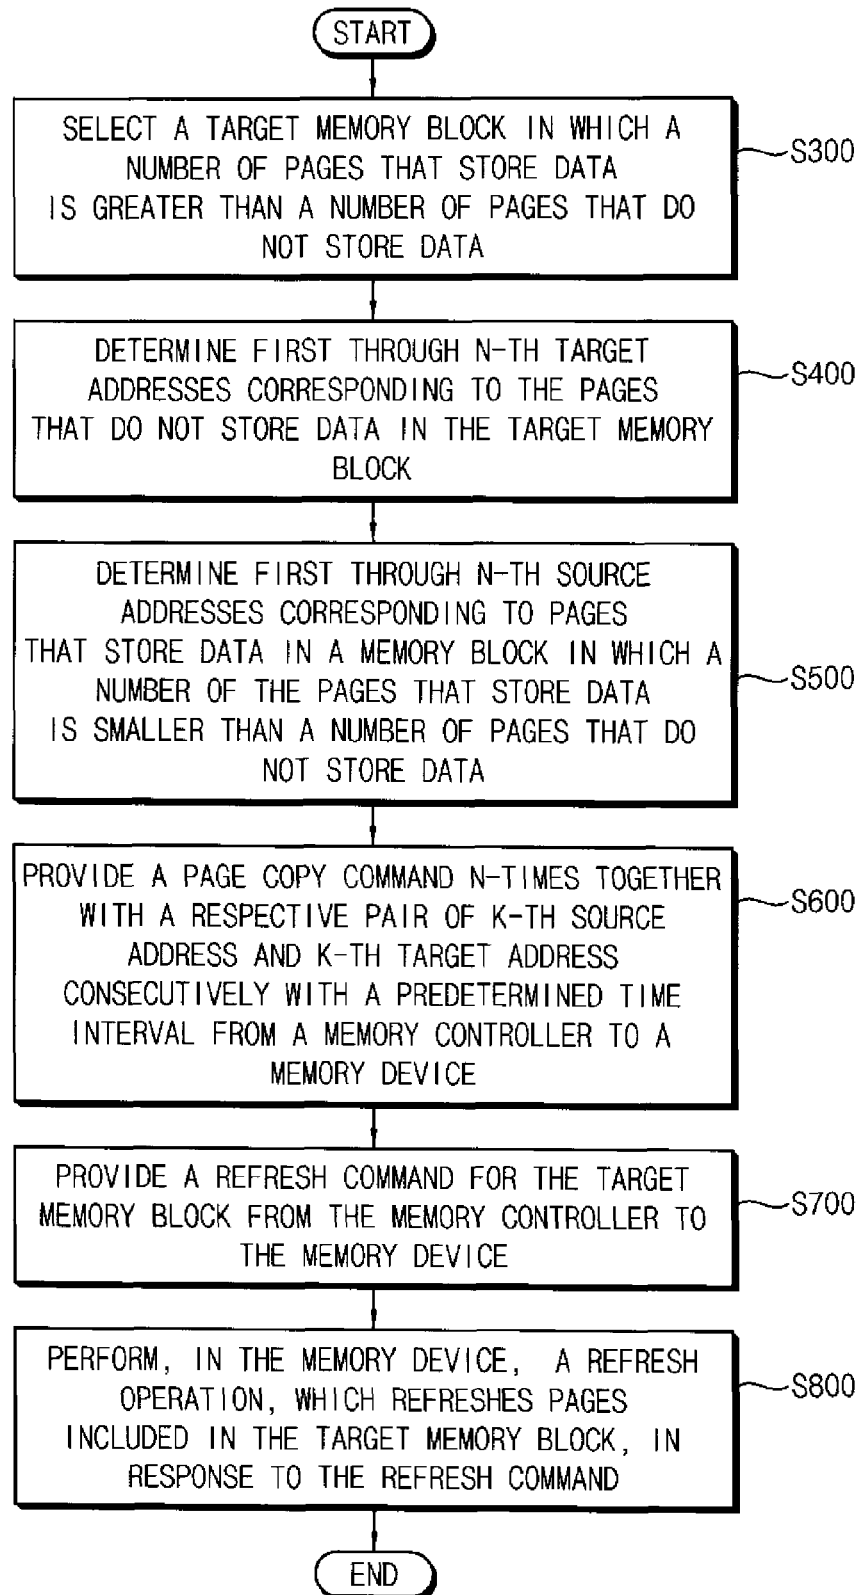 START
SELECT A TARGET MEMORY BLOCK IN WHICH A
NUMBER OF PAGES THAT STORE DATA
IS GREATER THAN A NUMBER OF PAGES THAT DO
NOT STORE DATA
S300
DETERMINE FIRST THROUGH N-TH TARGET
ADDRESSES CORRESPONDING TO THE PAGES
THAT DO NOT STORE DATA IN THE TARGET MEMORY
BLOCK
S400
DETERMINE FIRST THROUGH N-TH SOURCE
ADDRESSES CORRESPONDING TO PAGES
THAT STORE DATA IN A MEMORY BLOCK IN WHICH A
NUMBER OF THE PAGES THAT STORE DATA
IS SMALLER THAN A NUMBER OF PAGES THAT DO
NOT STORE DATA
S500
PROVIDE A PAGE COPY COMMAND N-TIMES TOGETHER
WITH A RESPECTIVE PAIR OF K-TH SOURCE
ADDRESS AND K-TH TARGET ADDRESS
CONSECUTIVELY WITH A PREDETERMINED TIME
INTERVAL FROM A MEMORY CONTROLLER TO A
MEMORY DEVICE
S600
PROVIDE A REFRESH COMMAND FOR THE TARGET
MEMORY BLOCK FROM THE MEMORY CONTROLLER TO
THE MEMORY DEVICE
S700
PERFORM, IN THE MEMORY DEVICE, A REFRESH
OPERATION, WHICH REFRESHES PAGES
INCLUDED IN THE TARGET MEMORY BLOCK, IN
RESPONSE TO THE REFRESH COMMAND
S800
END